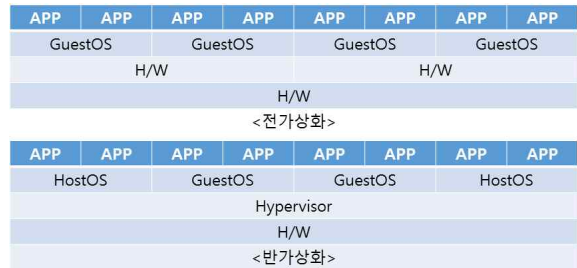 APP APP APP APP APP APP APP APP
GuestOS GuestOS GuestOS GuestOS
H/W H/W
H/W
<전가상화>
APP APP APP APP APP APP APP APP
HostOS GuestOS GuestOS HostOS
Hypervisor
H/W
<반가상화>